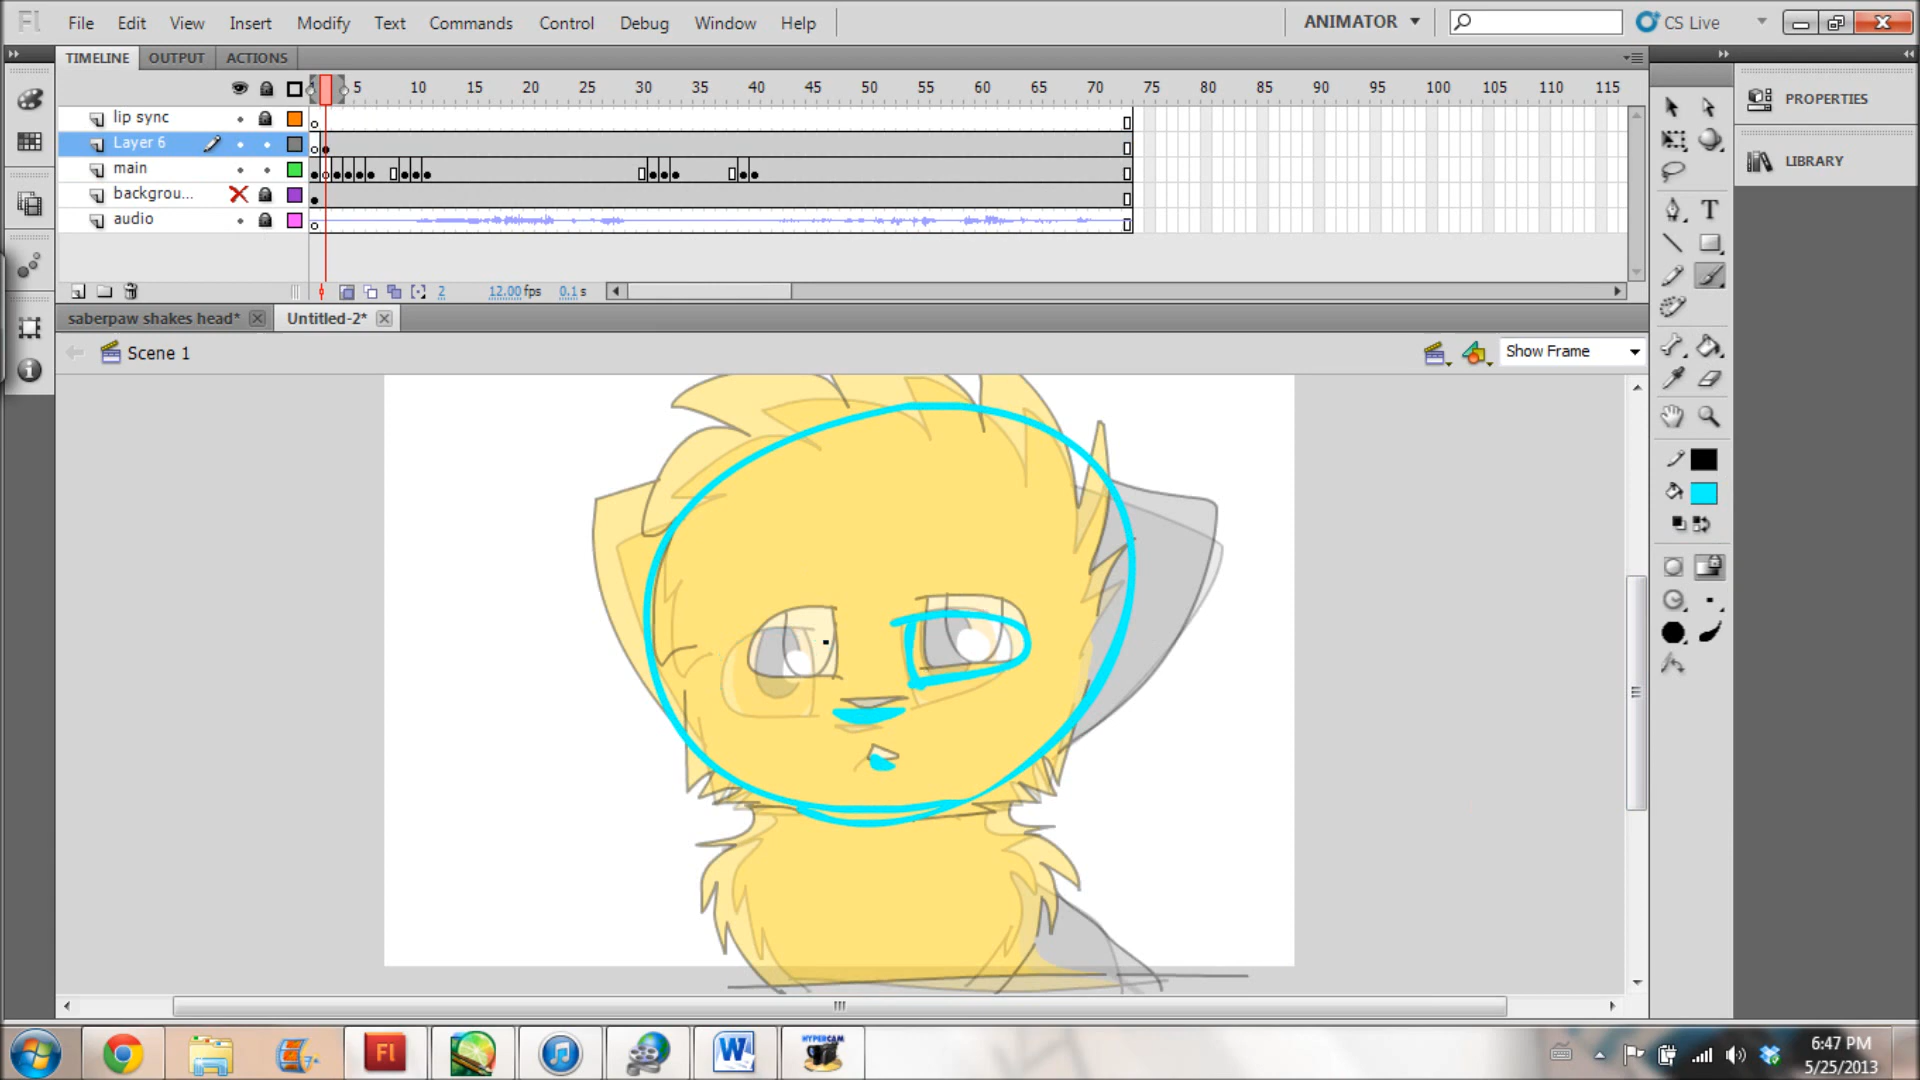 Fl File Edit View Insert Modify Text Commands Control Debug Window Help ANIMATOR CS Live
TIMELINE OUTPUT ACTIONS
5 10 15 20 25 30 35 40 45 50 55 60 65 70 75 80 85 90 95 100 105 110 115
PROPERTIES
lip sync
Layer 6
LIBRARY
main
backgrou...
audio
2 12.00 fps 0.1 s
saberpaw shakes head* Untitled-2*
Scene 1
Show Frame
Fl
W
HYPERCAM
6:47 PM
5/25/2013